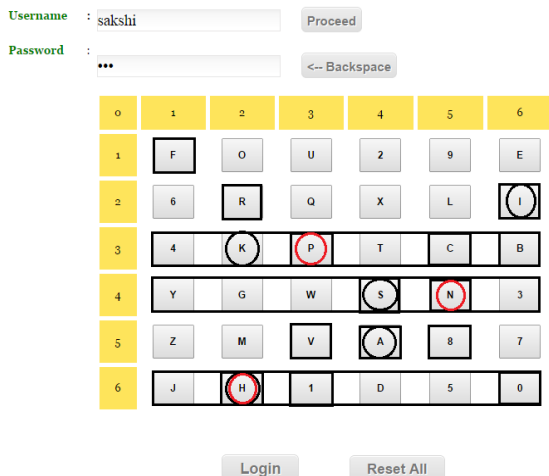 Username : sakshi Proceed
Password : ••• <-- Backspace
0 1 2 3 4 5 6
1 F O U 2 9 E
2 6 R Q X L I
3 4 K P T C B
4 Y G W S N 3
5 Z M V A 8 7
6 J H 1 D 5 0
Login Reset All